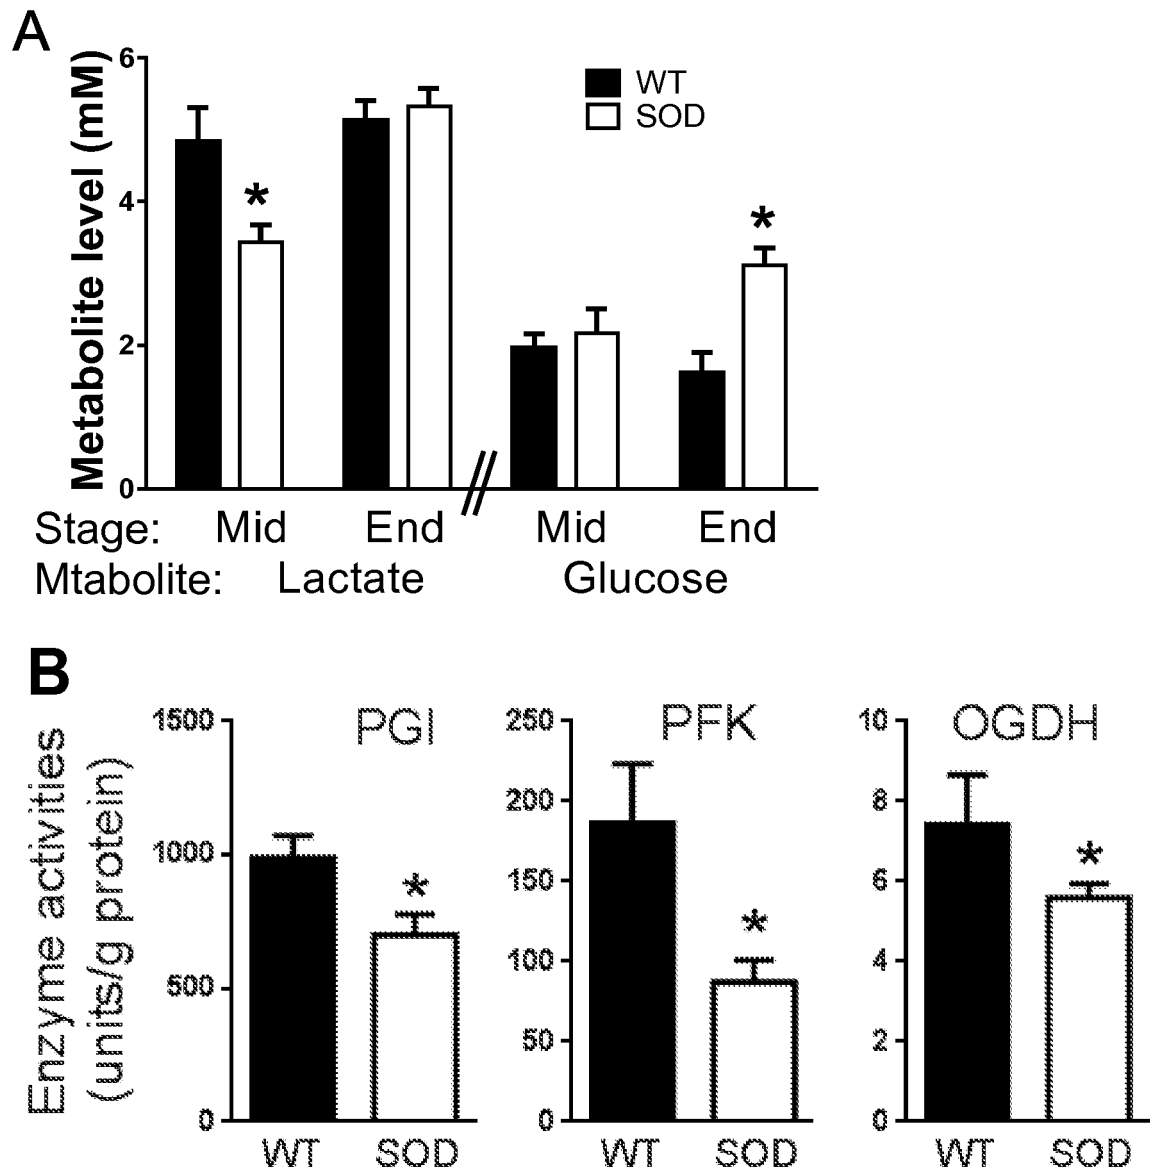 A
Metabolite level (mM)
6
4
2
0
WT
SOD
*
*
Stage: Mid End Mid End
Mtabolite: Lactate Glucose
B
Enzyme activities
(units/g protein)
PGI
1500
1000
500
0
*
WT SOD
PFK
250
200
150
100
50
0
*
WT SOD
OGDH
10
8
6
4
2
0
*
WT SOD